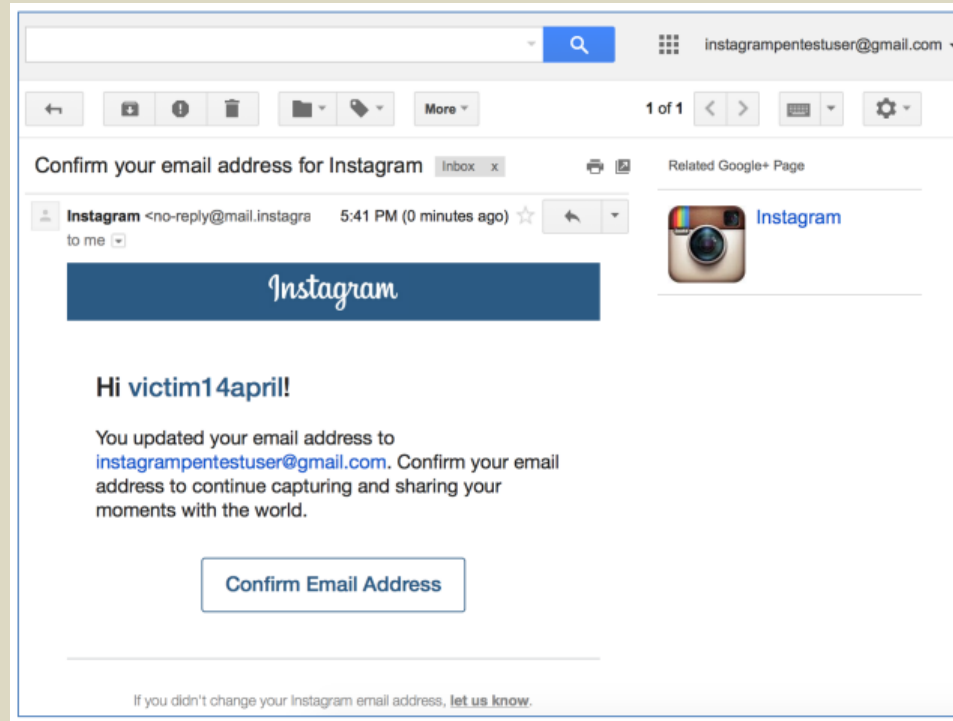 instagrampentestuser@gmail.com
More
1 of 1
Confirm your email address for Instagram Inbox x
Related Google+ Page
Instagram <no-reply@mail.instagra 5:41 PM (0 minutes ago)
to me
Instagram
Instagram
Hi victim14april!
You updated your email address to
instagrampentestuser@gmail.com. Confirm your email
address to continue capturing and sharing your
moments with the world.
Confirm Email Address
If you didn't change your Instagram email address, let us know.